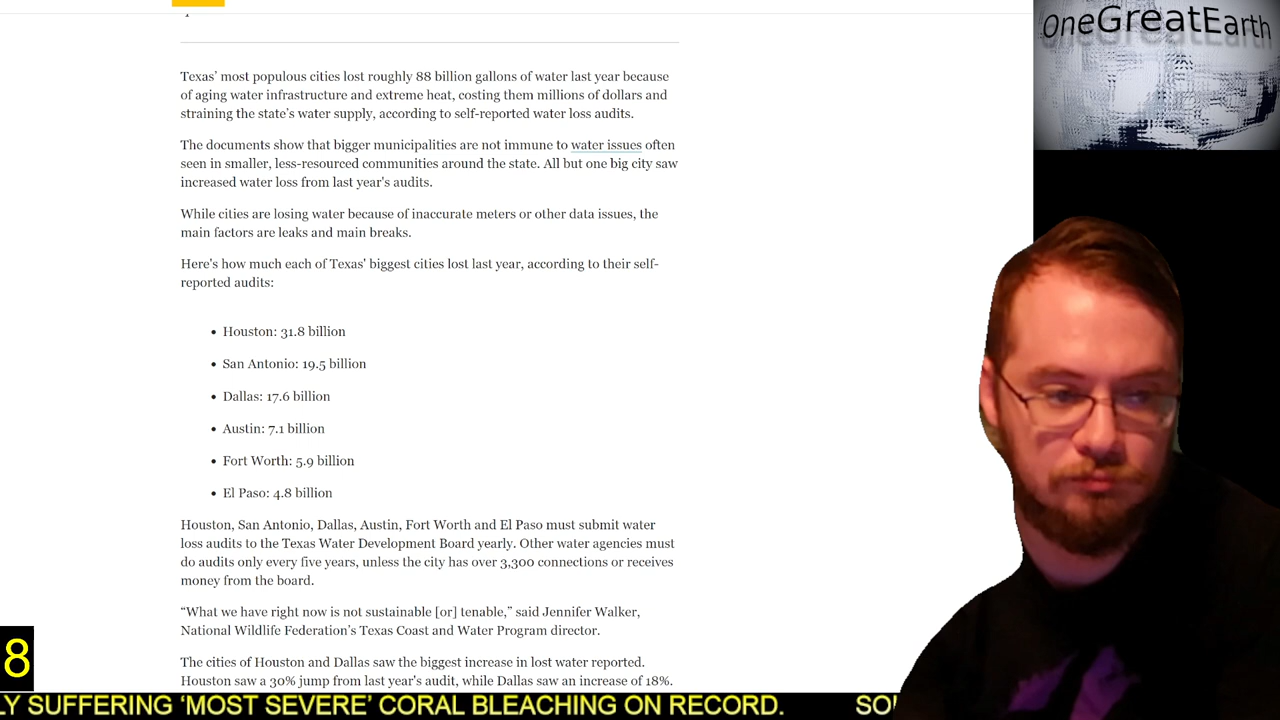 Texas’ most populous cities lost roughly 88 billion gallons of water last year because
of aging water infrastructure and extreme heat, costing them millions of dollars and
straining the state’s water supply, according to self-reported water loss audits.
The documents show that bigger municipalities are not immune to water issues often
seen in smaller, less-resourced communities around the state. All but one big city saw
increased water loss from last year's audits.
While cities are losing water because of inaccurate meters or other data issues, the
main factors are leaks and main breaks.
Here's how much each of Texas' biggest cities lost last year, according to their self-
reported audits:
• Houston: 31.8 billion
• San Antonio: 19.5 billion
• Dallas: 17.6 billion
• Austin: 7.1 billion
• Fort Worth: 5.9 billion
• El Paso: 4.8 billion
Houston, San Antonio, Dallas, Austin, Fort Worth and El Paso must submit water
loss audits to the Texas Water Development Board yearly. Other water agencies must
do audits only every five years, unless the city has over 3,300 connections or receives
money from the board.
“What we have right now is not sustainable [or] tenable,” said Jennifer Walker,
National Wildlife Federation’s Texas Coast and Water Program director.
The cities of Houston and Dallas saw the biggest increase in lost water reported.
Houston saw a 30% jump from last year's audit, while Dallas saw an increase of 18%.
OneGreatEarth
8
LY SUFFERING ‘MOST SEVERE’ CORAL BLEACHING ON RECORD. SO